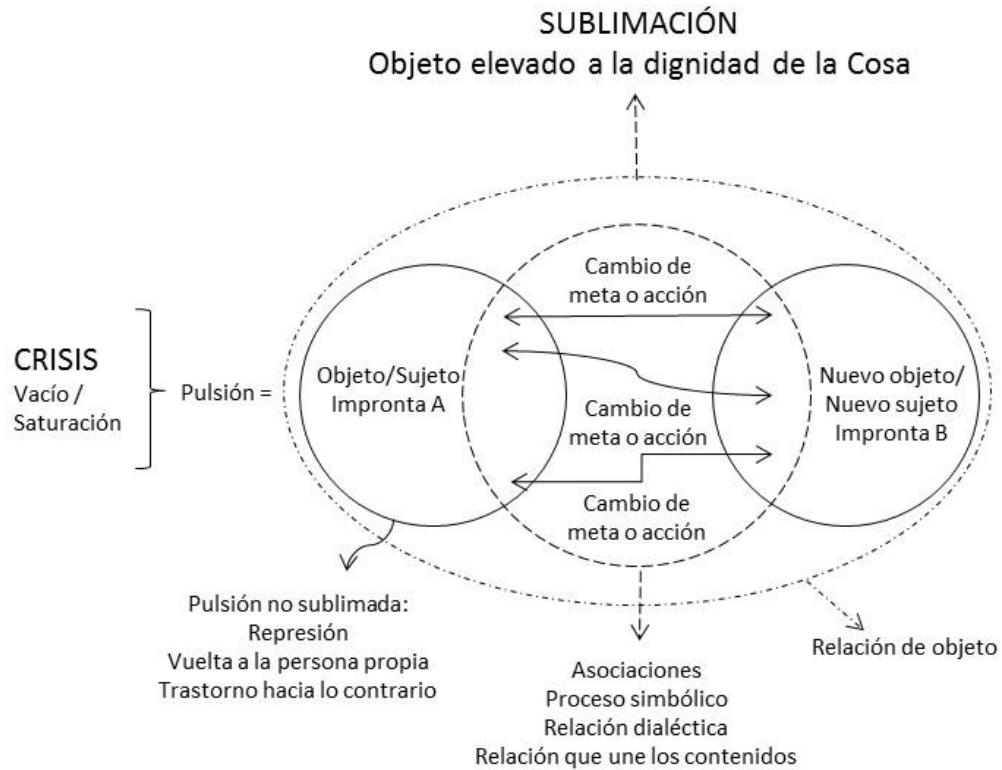 SUBLIMACIÓN
Objeto elevado a la dignidad de la Cosa
CRISIS
Vacío /
Saturación
Pulsión =
Objeto/Sujeto
Impronta A
Cambio de
meta o acción
Cambio de
meta o acción
Cambio de
meta o acción
Nuevo objeto/
Nuevo sujeto
Impronta B
Pulsión no sublimada:
Represión
Vuelta a la persona propia
Trastorno hacia lo contrario
Asociaciones
Proceso simbólico
Relación dialéctica
Relación que une los contenidos
Relación de objeto